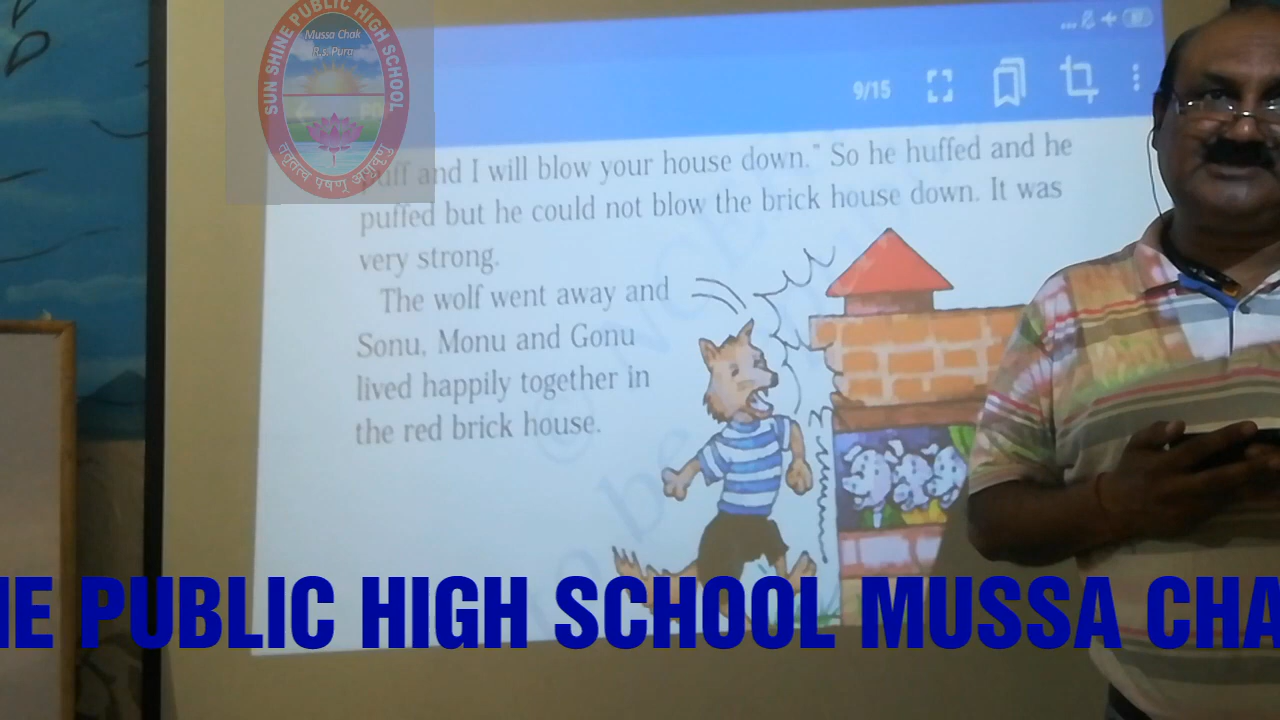 SUN SHINE PUBLIC HIGH SCHOOL
Mussa Chak
R.s. Pura
9/15
puff and I will blow your house down." So he huffed and he
puffed but he could not blow the brick house down. It was
very strong.
The wolf went away and
Sonu, Monu and Gonu
lived happily together in
the red brick house.
NE PUBLIC HIGH SCHOOL MUSSA CHA